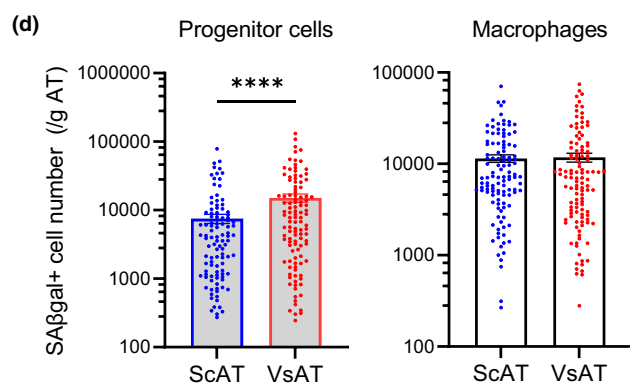 (d)
Progenitor cells
Macrophages
SAβgal+ cell number (/g AT)
1000000
100000
10000
1000
100
****
ScAT VsAT
100000
10000
1000
100
ScAT VsAT